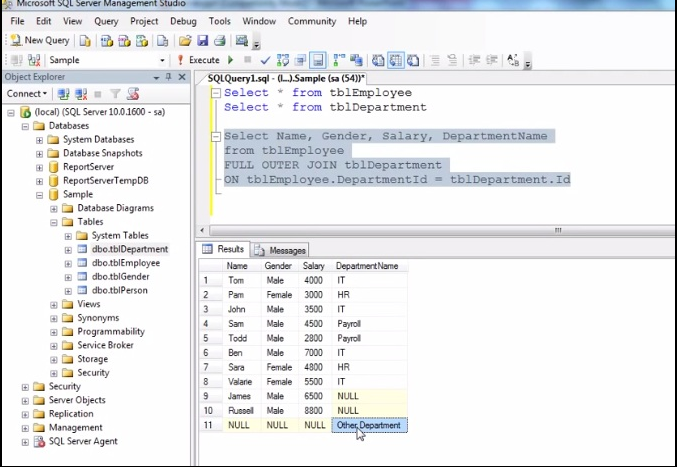 Microsoft SQL Server Management Studio
File Edit View Query Project Debug Tools Window Community Help
New Query
Sample Execute
Object Explorer
Connect
(local) (SQL Server 10.0.1600 - sa)
Databases
System Databases
Database Snapshots
ReportServer
ReportServerTempDB
Sample
Database Diagrams
Tables
System Tables
dbo.tblDepartment
dbo.tblEmployee
dbo.tblGender
dbo.tblPerson
Views
Synonyms
Programmability
Service Broker
Storage
Security
Security
Server Objects
Replication
Management
SQL Server Agent
SQLQuery1.sql - (l...).Sample (sa (54))*
Select * from tblEmployee
Select * from tblDepartment
Select Name, Gender, Salary, DepartmentName
from tblEmployee
FULL OUTER JOIN tblDepartment
ON tblEmployee.DepartmentId = tblDepartment.Id
Results Messages
Name Gender Salary DepartmentName
1 Tom Male 4000 IT
2 Pam Female 3000 HR
3 John Male 3500 IT
4 Sam Male 4500 Payroll
5 Todd Male 2800 Payroll
6 Ben Male 7000 IT
7 Sara Female 4800 HR
8 Valarie Female 5500 IT
9 James Male 6500 NULL
10 Russell Male 8800 NULL
11 NULL NULL NULL Other Department